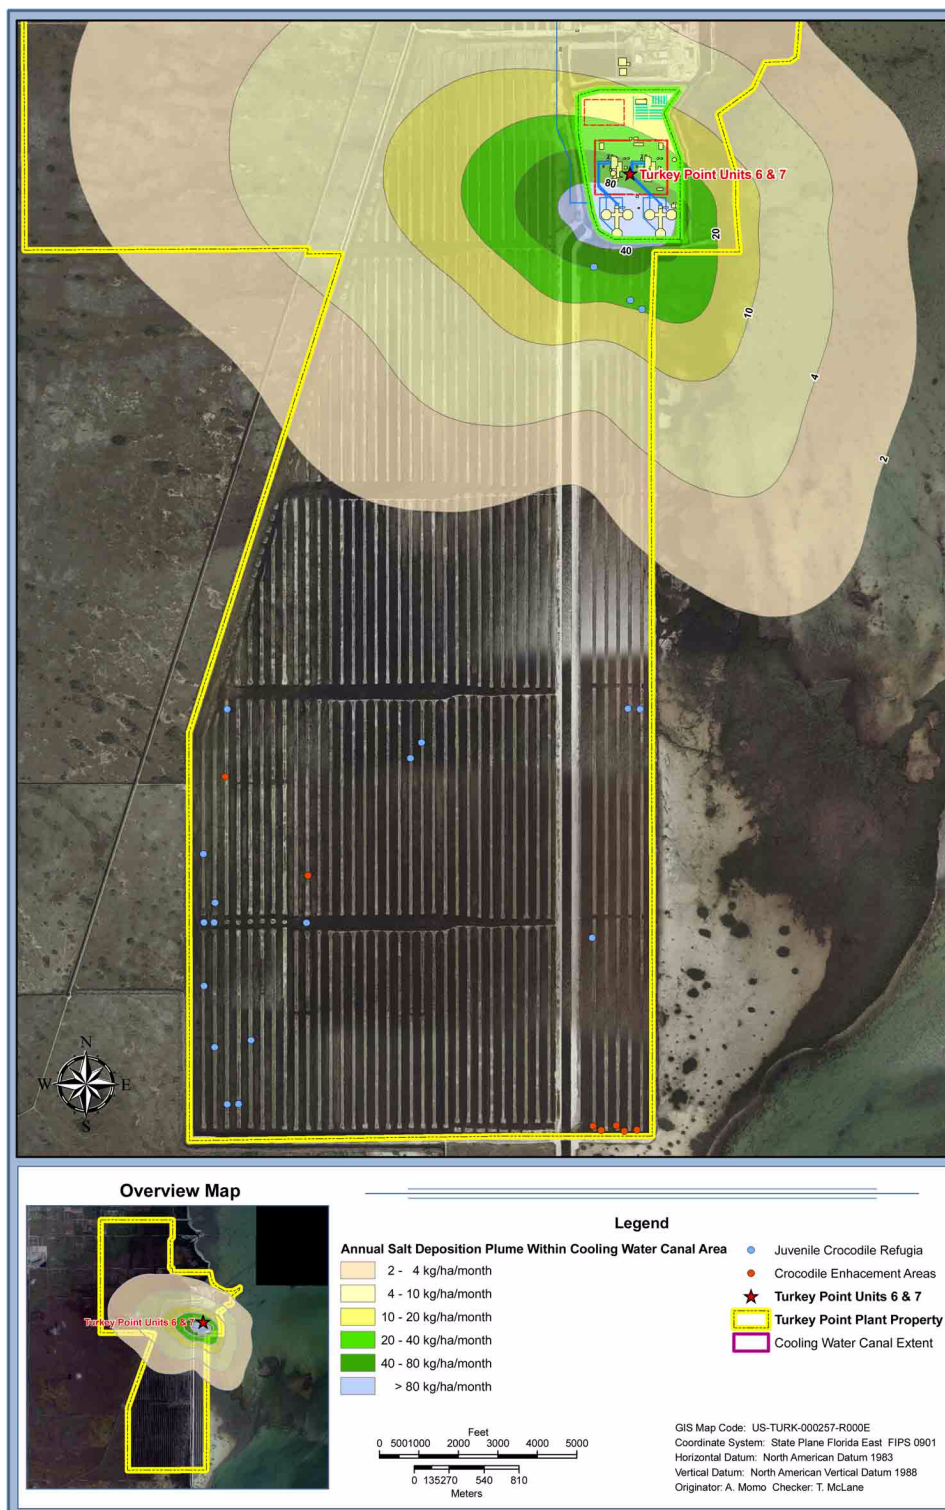 Turkey Point Units 6 & 7
80
20
40
10
4
2
N
W E
S
Overview Map
Turkey Point Units 6 & 7
Legend
Annual Salt Deposition Plume Within Cooling Water Canal Area
2 - 4 kg/ha/month
4 - 10 kg/ha/month
10 - 20 kg/ha/month
20 - 40 kg/ha/month
40 - 80 kg/ha/month
> 80 kg/ha/month
Juvenile Crocodile Refugia
Crocodile Enhacement Areas
Turkey Point Units 6 & 7
Turkey Point Plant Property
Cooling Water Canal Extent
Feet
0 5001000 2000 3000 4000 5000
0 135270 540 810
Meters
GIS Map Code: US-TURK-000257-R000E
Coordinate System: State Plane Florida East FIPS 0901
Horizontal Datum: North American Datum 1983
Vertical Datum: North American Vertical Datum 1988
Originator: A. Momo Checker: T. McLane